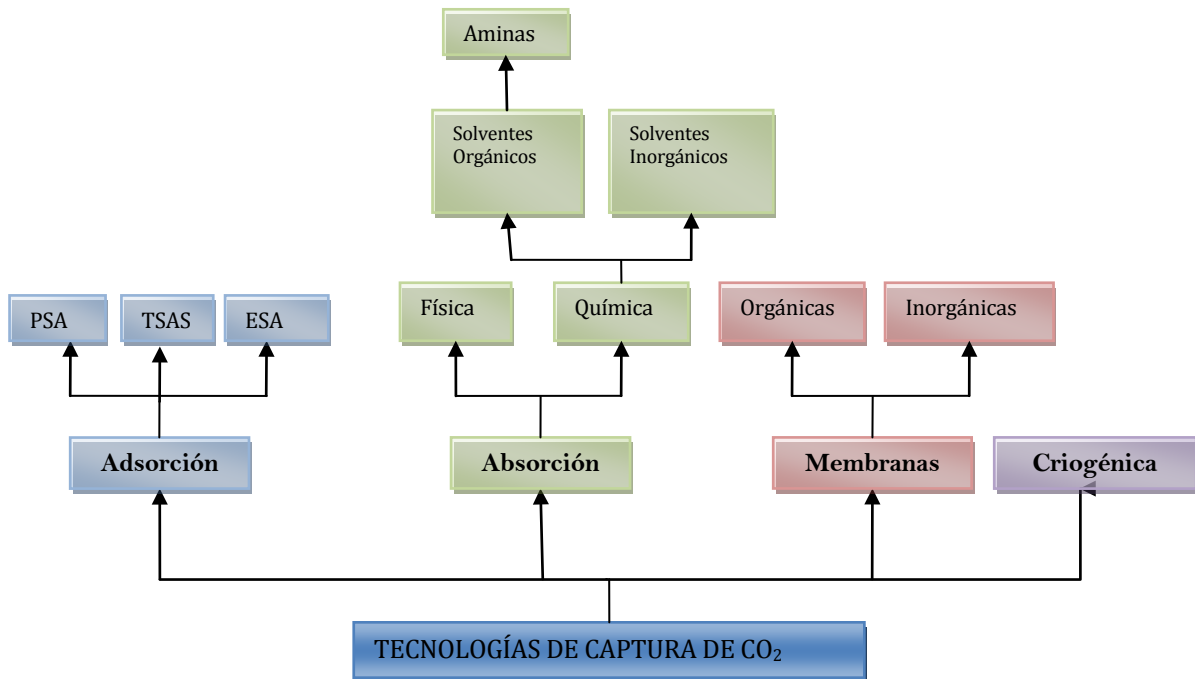 Aminas
Solventes
Orgánicos
Solventes
Inorgánicos
PSA
TSAS
ESA
Física
Química
Orgánicas
Inorgánicas
Adsorción
Absorción
Membranas
Criogénica
TECNOLOGÍAS DE CAPTURA DE CO₂